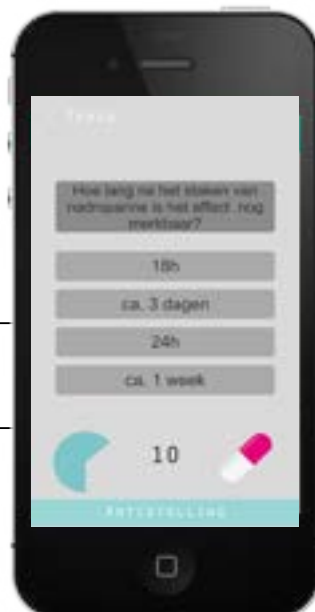 Hoe lang na het staken van
nadroparine is het effect nog
merkbaar?
18h
ca. 3 dagen
24h
ca. 1 week
10
Antistelling